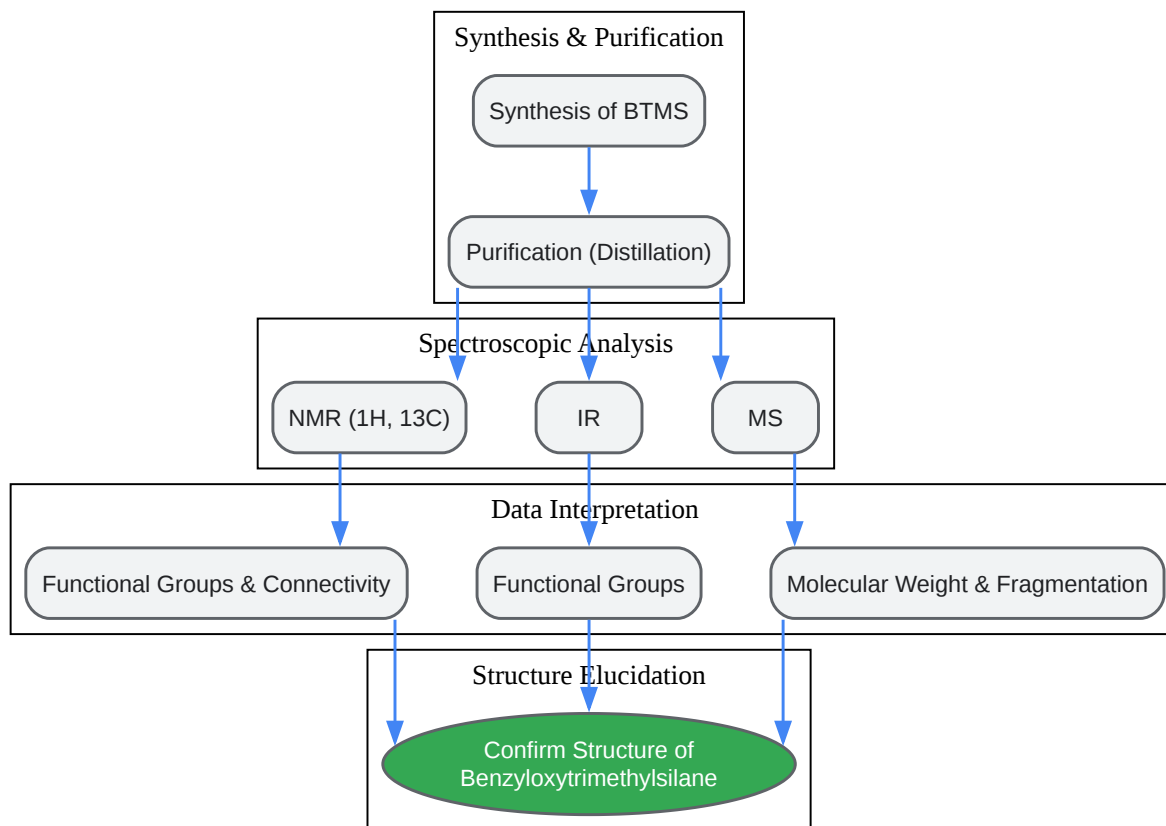 Synthesis & Purification
Synthesis of BTMS
Purification (Distillation)
Spectroscopic Analysis
NMR (1H, 13C)
IR
MS
Data Interpretation
Functional Groups & Connectivity
Functional Groups
Molecular Weight & Fragmentation
Structure Elucidation
Confirm Structure of
Benzyloxytrimethylsilane